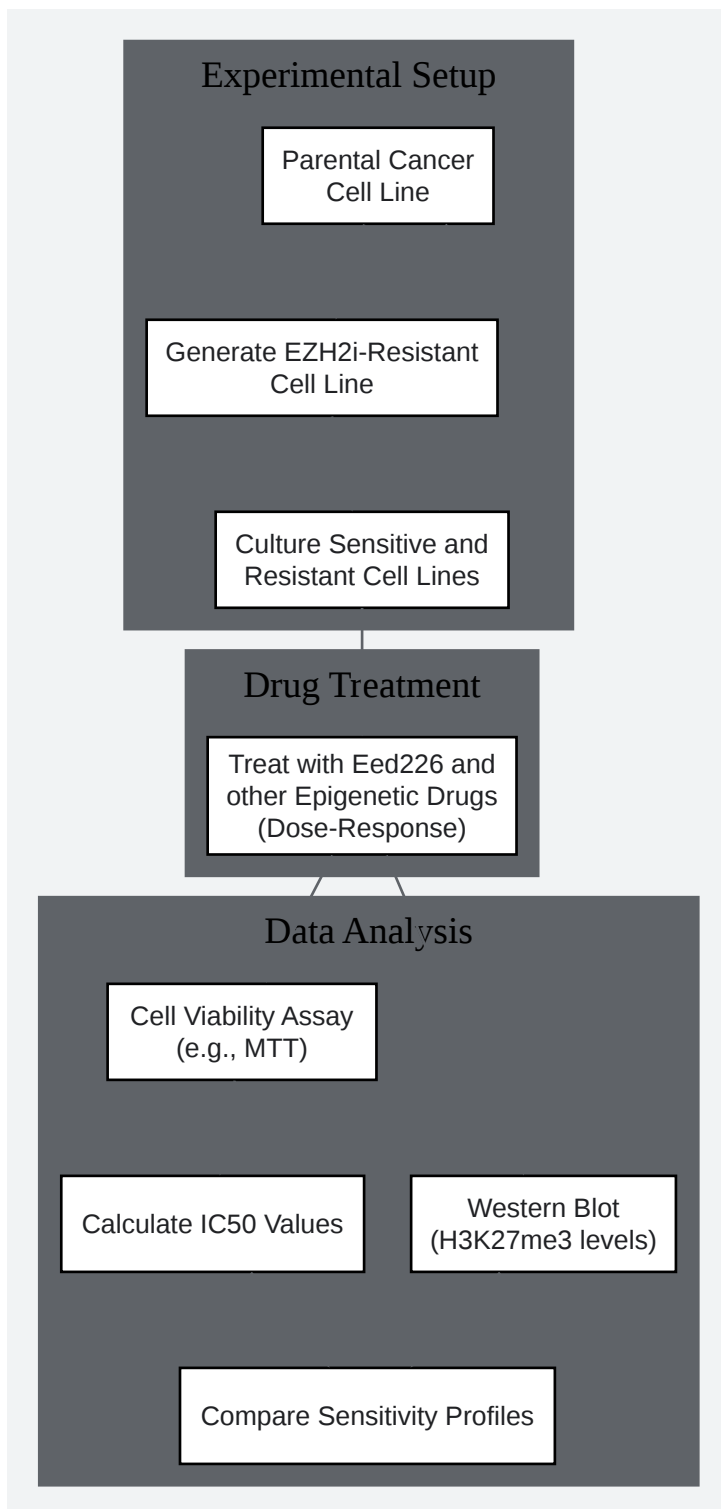 Experimental Setup
Parental Cancer
Cell Line
Generate EZH2i-Resistant
Cell Line
Culture Sensitive and
Resistant Cell Lines
Drug Treatment
Treat with Eed226 and
other Epigenetic Drugs
(Dose-Response)
Data Analysis
Cell Viability Assay
(e.g., MTT)
Calculate IC50 Values
Western Blot
(H3K27me3 levels)
Compare Sensitivity Profiles